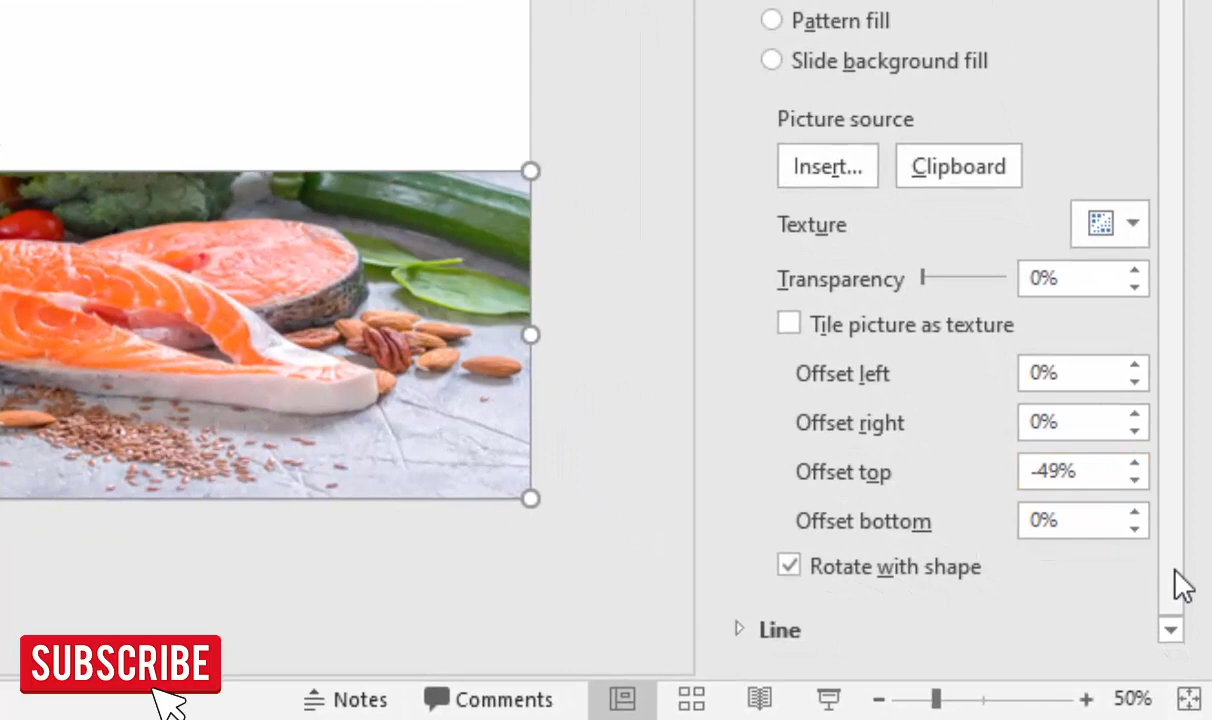 Pattern fill
Slide background fill
Picture source
Insert... Clipboard
Texture
Transparency 0%
Tile picture as texture
Offset left 0%
Offset right 0%
Offset top -49%
Offset bottom 0%
Rotate with shape
Line
SUBSCRIBE
Notes Comments 50%